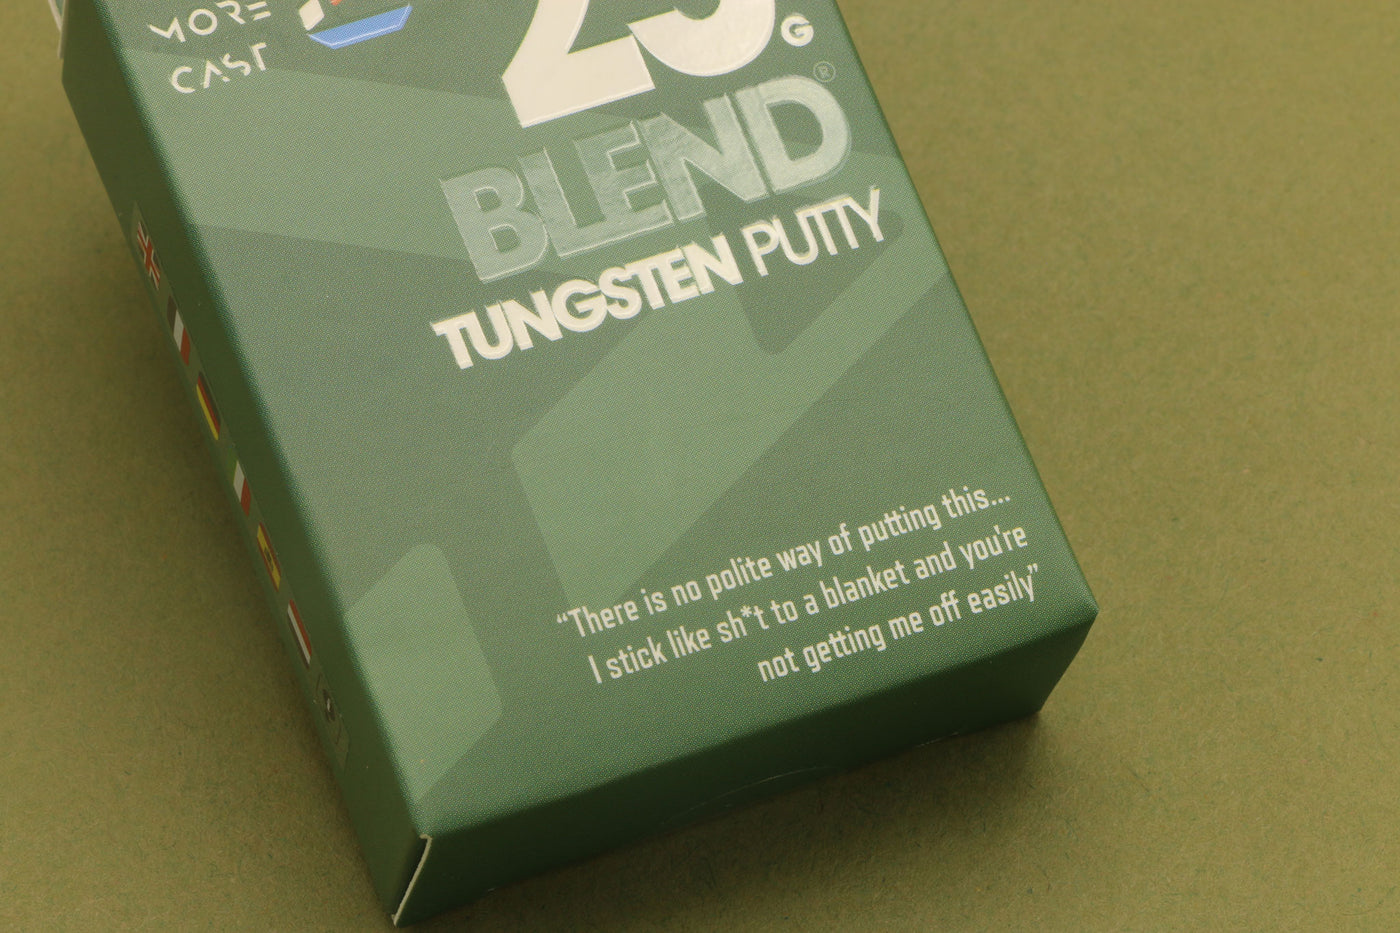 MORE
CAST
25
G
BLEND®
TUNGSTEN PUTTY
“There is no polite way of putting this...
I stick like sh*t to a blanket and you're
not getting me off easily”